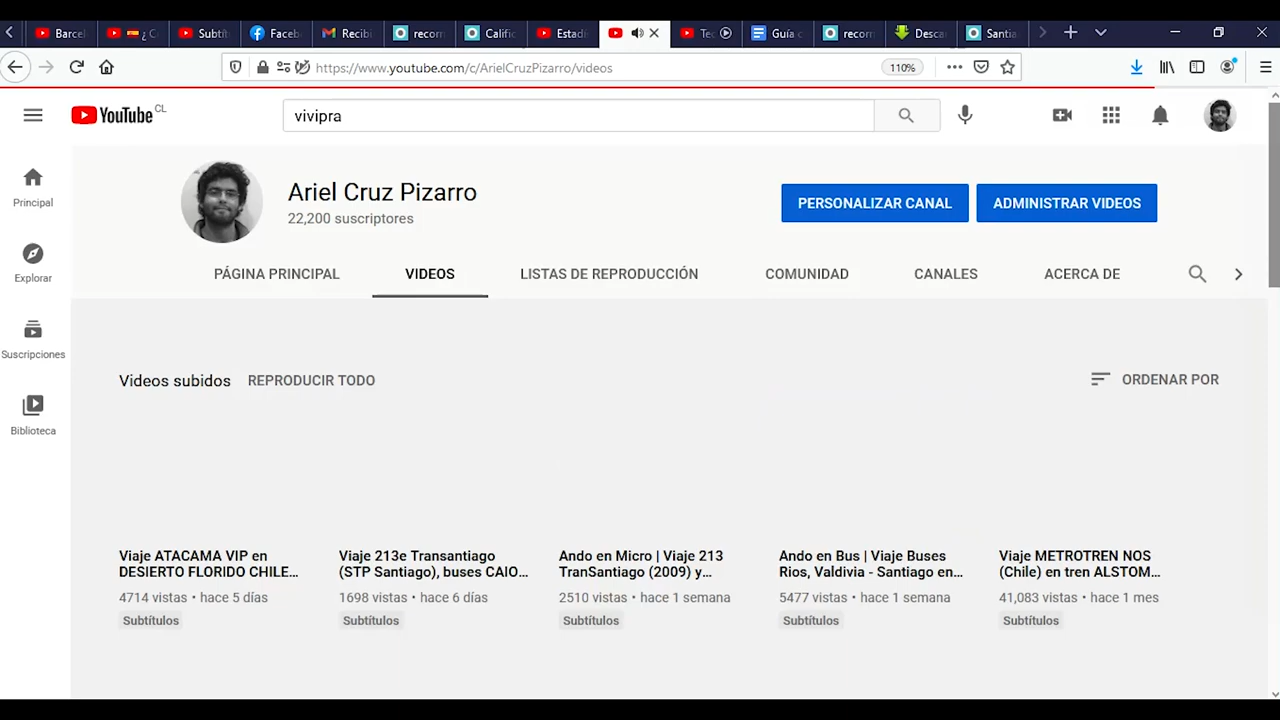 Barcel
¿ C
Subtít
Faceb
Recibi
recorr
Calific
Estadi
Tec
Guía c
recorr
Descar
Santia
https://www.youtube.com/c/ArielCruzPizarro/videos
110%
YouTube CL
vivipra
Principal
Explorar
Suscripciones
Biblioteca
Ariel Cruz Pizarro
22,200 suscriptores
PERSONALIZAR CANAL
ADMINISTRAR VIDEOS
PÁGINA PRINCIPAL
VIDEOS
LISTAS DE REPRODUCCIÓN
COMUNIDAD
CANALES
ACERCA DE
Videos subidos
REPRODUCIR TODO
ORDENAR POR
Viaje ATACAMA VIP en
DESIERTO FLORIDO CHILE...
4714 vistas • hace 5 días
Subtítulos
Viaje 213e Transantiago
(STP Santiago), buses CAIO...
1698 vistas • hace 6 días
Subtítulos
Ando en Micro | Viaje 213
TranSantiago (2009) y...
2510 vistas • hace 1 semana
Subtítulos
Ando en Bus | Viaje Buses
Rios, Valdivia - Santiago en...
5477 vistas • hace 1 semana
Subtítulos
Viaje METROTREN NOS
(Chile) en tren ALSTOM...
41,083 vistas • hace 1 mes
Subtítulos